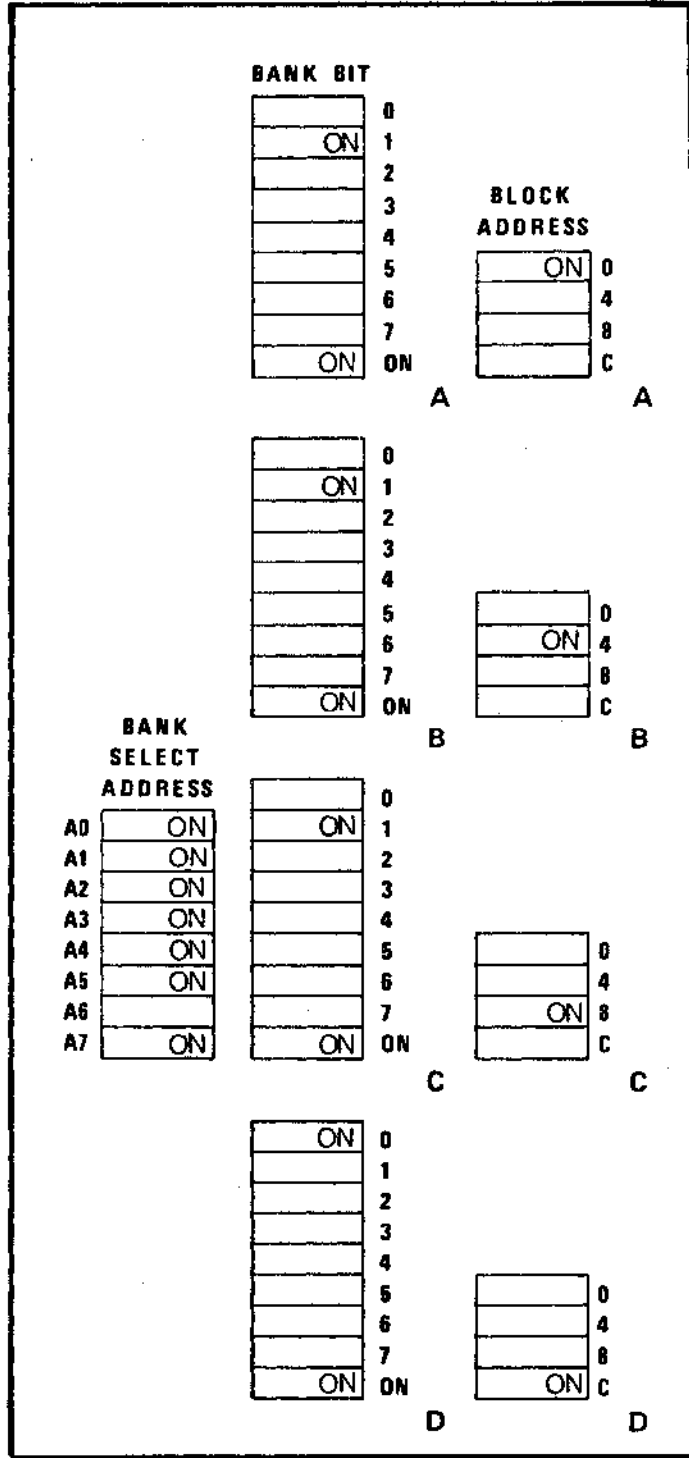 BANK BIT
0
ON 1
2
3
4
5
6
7
ON ON
A
BLOCK
ADDRESS
ON 0
4
8
C
A
0
ON 1
2
3
4
5
6
7
ON ON
B
0
ON 4
8
C
B
BANK
SELECT
ADDRESS
A0 ON
A1 ON
A2 ON
A3 ON
A4 ON
A5 ON
A6
A7 ON
0
ON 1
2
3
4
5
6
7
ON ON
C
0
4
ON 8
C
C
ON 0
1
2
3
4
5
6
7
ON ON
D
0
4
8
ON C
D